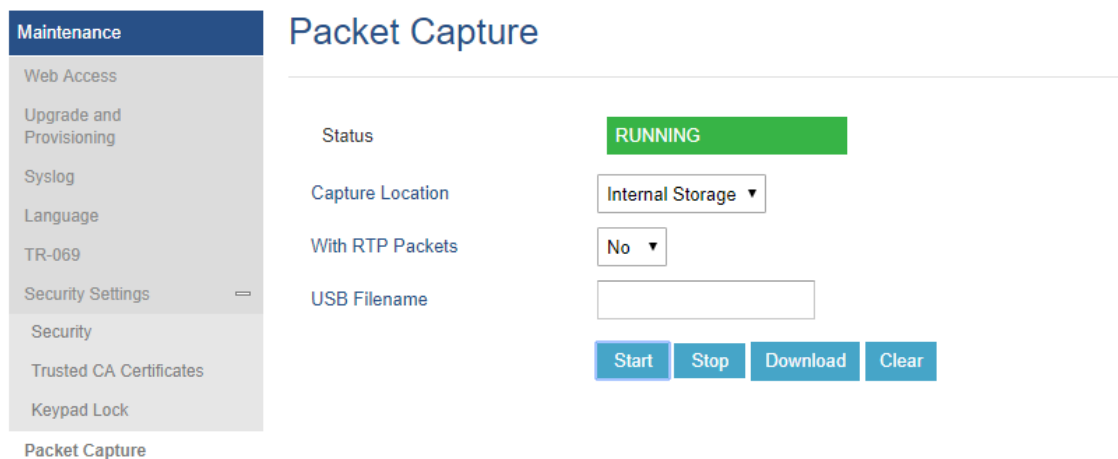 Maintenance
Web Access
Upgrade and
Provisioning
Syslog
Language
TR-069
Security Settings
Security
Trusted CA Certificates
Keypad Lock
Packet Capture
Packet Capture
Status
RUNNING
Capture Location
Internal Storage
With RTP Packets
No
USB Filename
Start Stop Download Clear